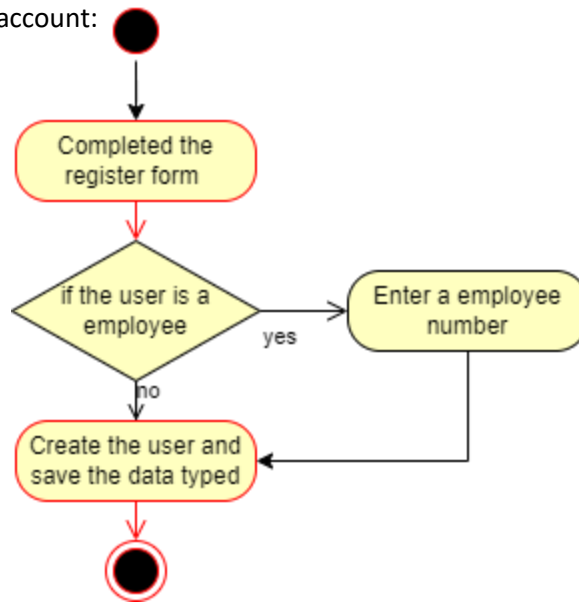 account:
Completed the
register form
if the user is a
employee
yes
Enter a employee
number
no
Create the user and
save the data typed